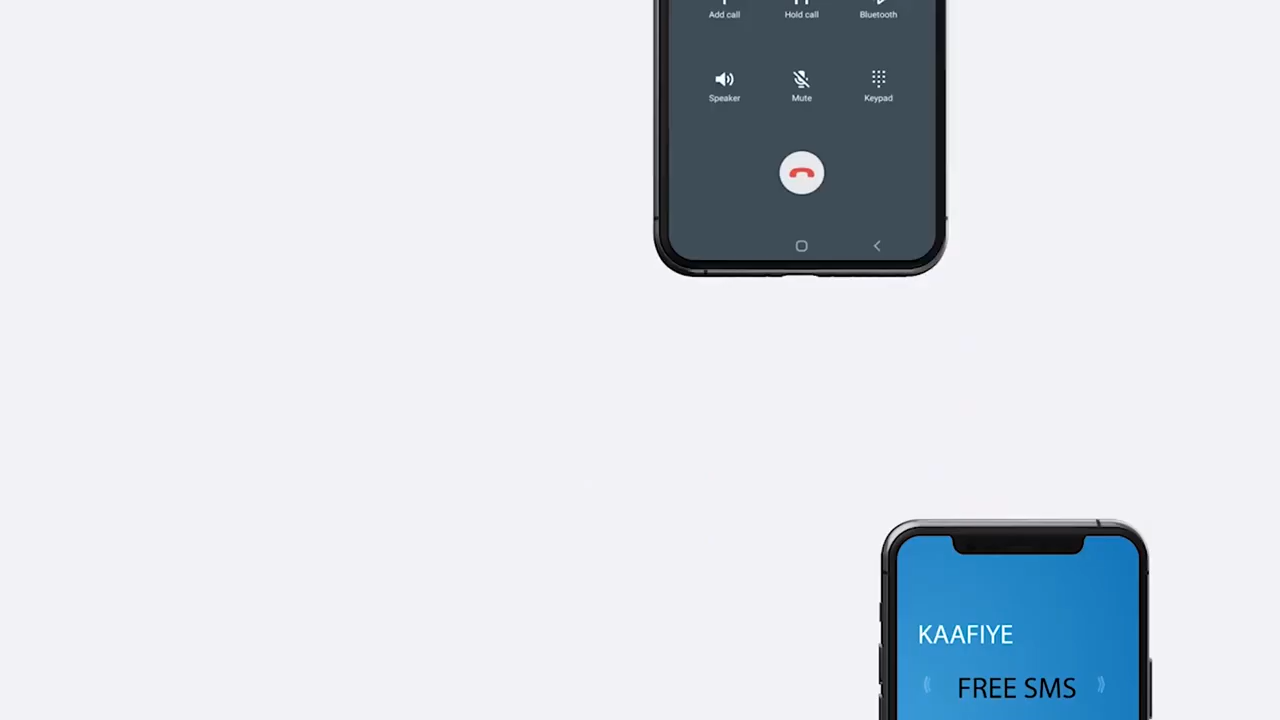 Add call Hold call Bluetooth
Speaker Mute Keypad
KAAFIYE
FREE SMS